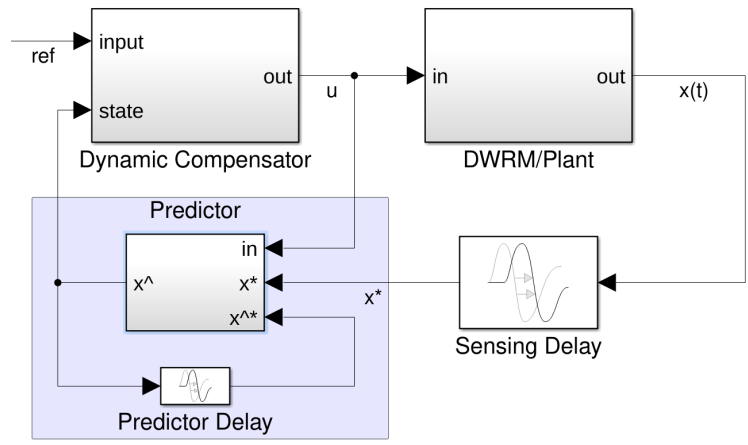 ref
input
state
out
Dynamic Compensator
u
in
out
DWRM/Plant
x(t)
Predictor
in
x^
x*
x^*
x*
Sensing Delay
Predictor Delay